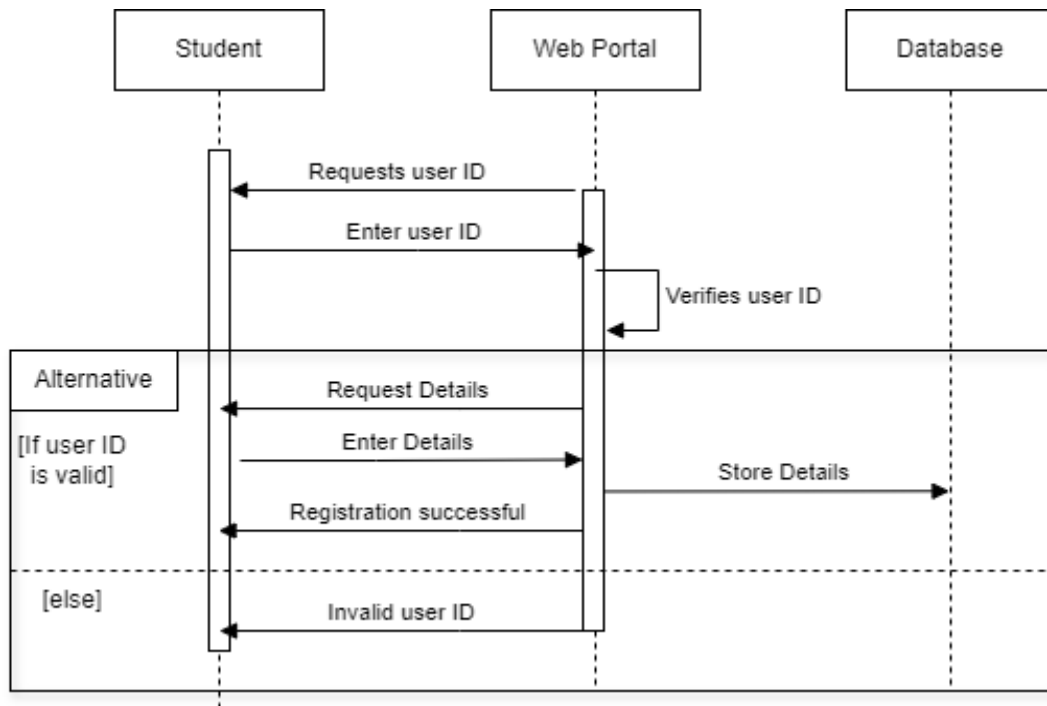 Student
Web Portal
Database
Requests user ID
Enter user ID
Verifies user ID
Alternative
Request Details
[If user ID
is valid]
Enter Details
Store Details
Registration successful
[else]
Invalid user ID